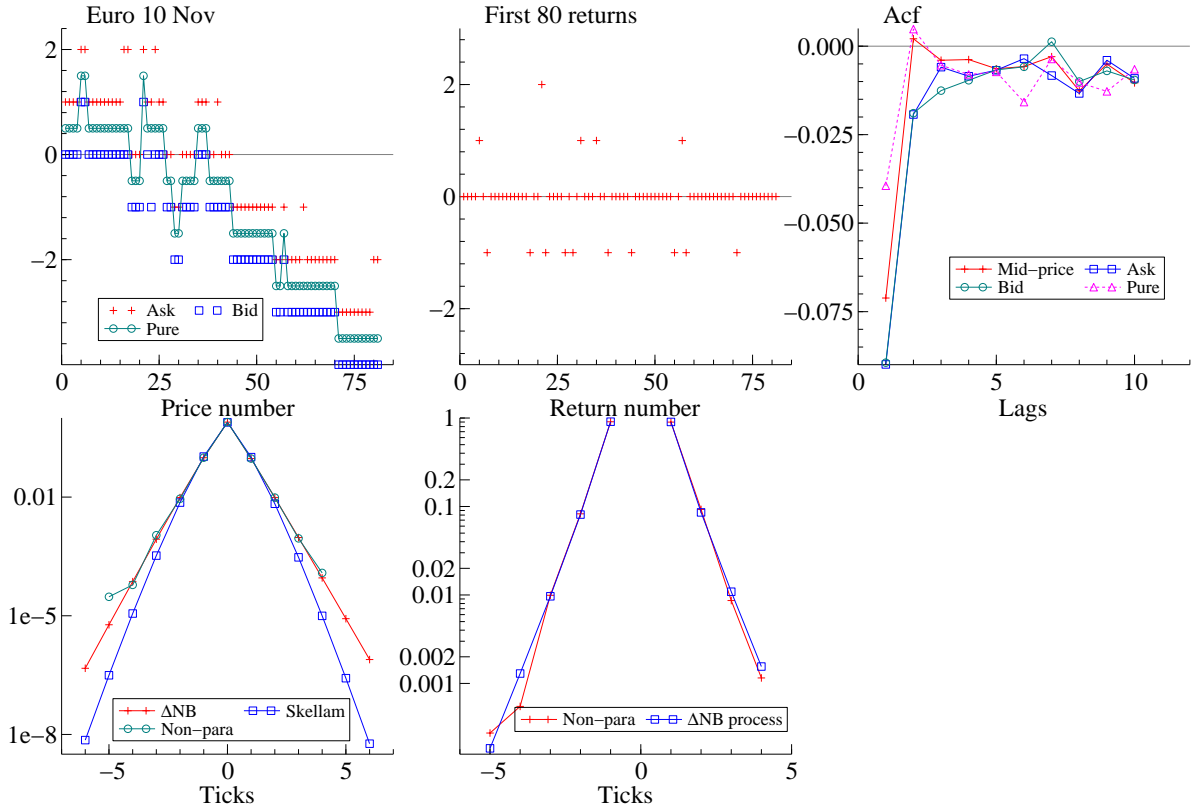 Euro 10 Nov
2
0
−2
Ask
Bid
Pure
0 25 50 75
Price number
First 80 returns
2
0
−2
0 25 50 75
Return number
Acf
0.000
−0.025
−0.050
−0.075
Mid−price
Ask
Bid
Pure
0 5 10
Lags
0.01
1e−5
1e−8
ΔNB
Skellam
Non−para
−5 0 5
Ticks
1
0.2
0.1
0.02
0.01
0.002
0.001
Non−para
ΔNB process
−5 0 5
Ticks